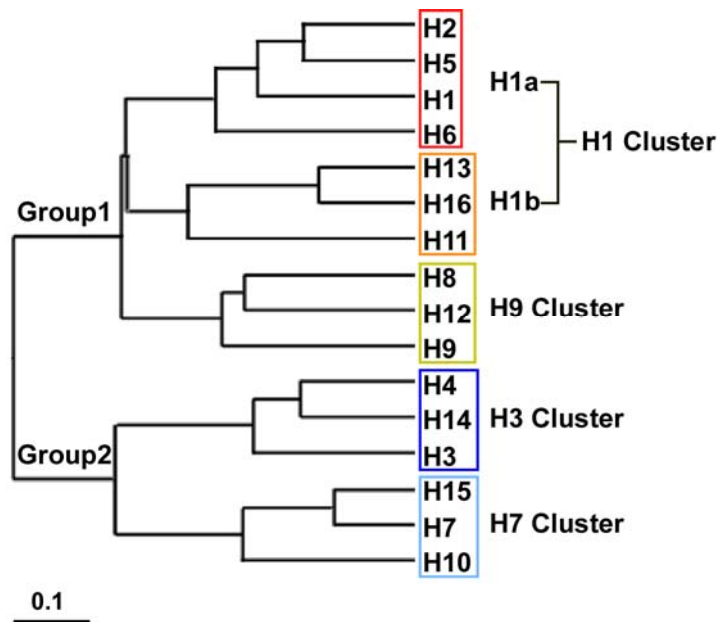 H2
H5
H1
H6
H1a
H1 Cluster
H13
H16
H11
H1b
Group1
H8
H12
H9
H9 Cluster
H4
H14
H3
H3 Cluster
Group2
H15
H7
H10
H7 Cluster
0.1